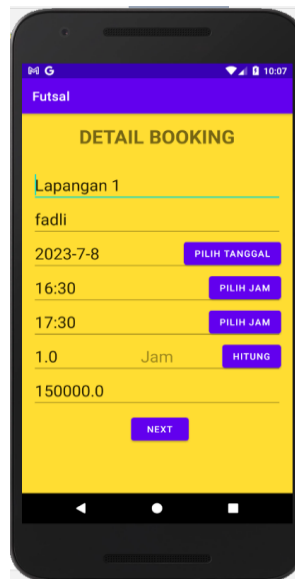 10:07
Futsal
DETAIL BOOKING
Lapangan 1
fadli
2023-7-8 PILIH TANGGAL
16:30 PILIH JAM
17:30 PILIH JAM
1.0 Jam HITUNG
150000.0
NEXT